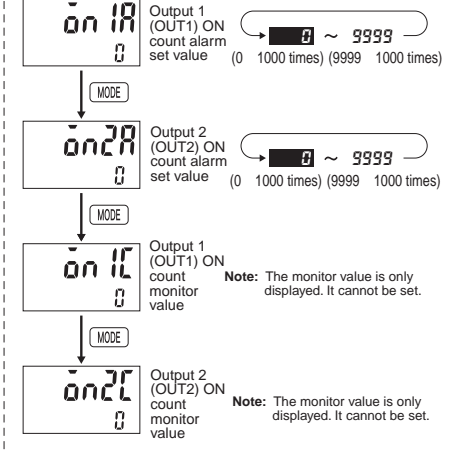 on 1A
0
Output 1
(OUT1) ON
count alarm
set value
0 ~ 9999
(0 1000 times) (9999 1000 times)
MODE
on2A
0
Output 2
(OUT2) ON
count alarm
set value
0 ~ 9999
(0 1000 times) (9999 1000 times)
MODE
on 1C
0
Output 1
(OUT1) ON
count
monitor
value
Note: The monitor value is only
displayed. It cannot be set.
MODE
on2C
0
Output 2
(OUT2) ON
count
monitor
value
Note: The monitor value is only
displayed. It cannot be set.